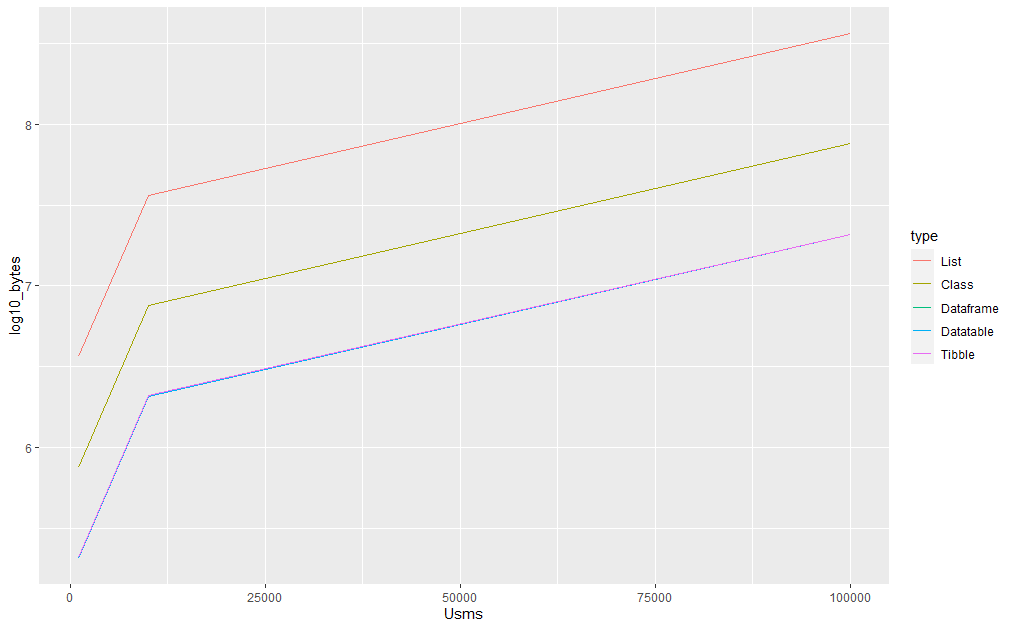 log10_bytes
8
7
6
0
25000
50000
75000
100000
Usms
type
List
Class
Dataframe
Datatable
Tibble